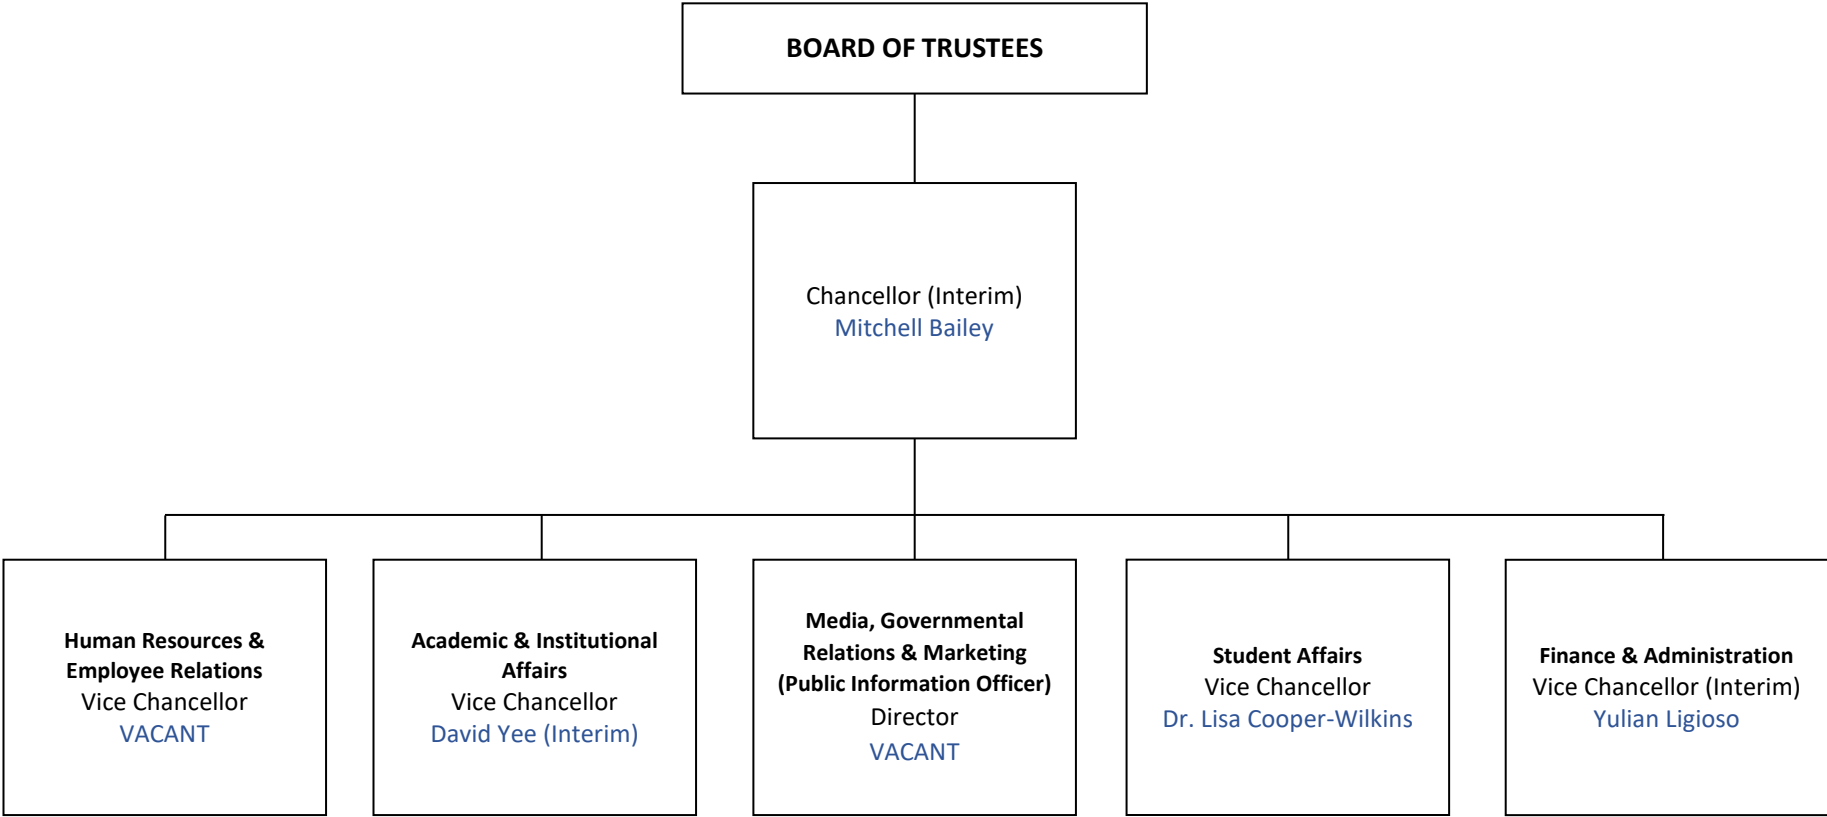 BOARD OF TRUSTEES
Chancellor (Interim)
Mitchell Bailey
Human Resources &
Employee Relations
Vice Chancellor
VACANT
Academic & Institutional
Affairs
Vice Chancellor
David Yee (Interim)
Media, Governmental
Relations & Marketing
(Public Information Officer)
Director
VACANT
Student Affairs
Vice Chancellor
Dr. Lisa Cooper-Wilkins
Finance & Administration
Vice Chancellor (Interim)
Yulian Ligioso